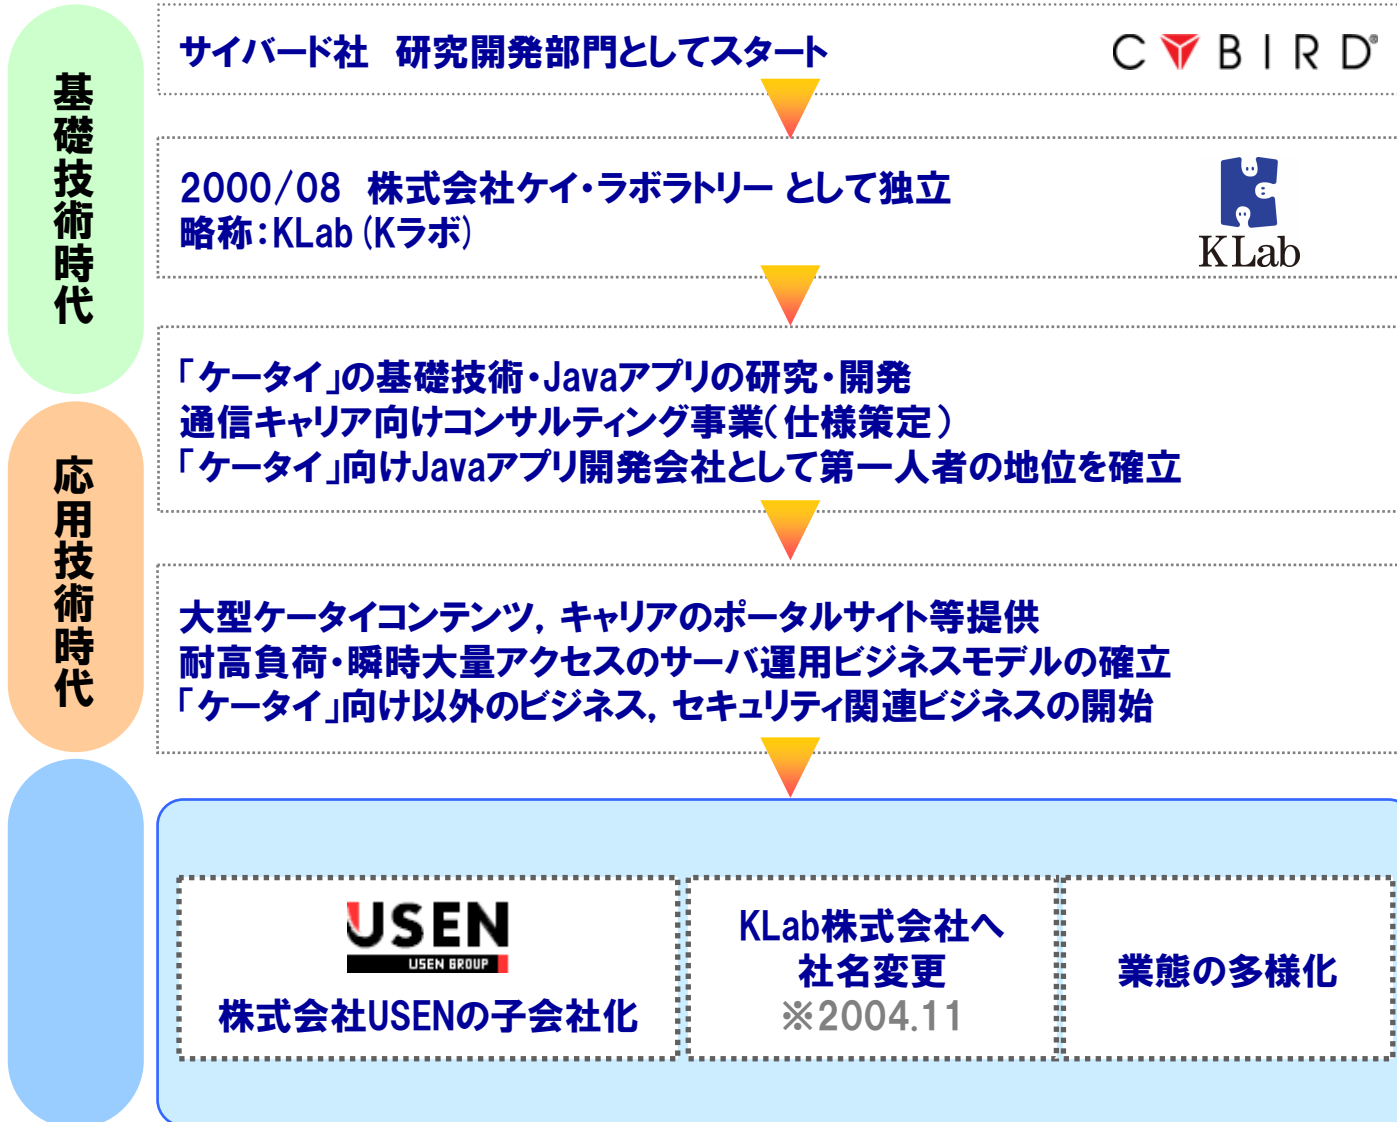 基礎技術時代
サイバード社 研究開発部門としてスタート
CYBIRD®
2000/08 株式会社ケイ・ラボラトリー として独立
略称:KLab(Kラボ)
KLab
「ケータイ」の基礎技術・Javaアプリの研究・開発
通信キャリア向けコンサルティング事業(仕様策定)
「ケータイ」向けJavaアプリ開発会社として第一人者の地位を確立
応用技術時代
大型ケータイコンテンツ, キャリアのポータルサイト等提供
耐高負荷・瞬時大量アクセスのサーバ運用ビジネスモデルの確立
「ケータイ」向け以外のビジネス, セキュリティ関連ビジネスの開始
USEN
USEN GROUP
株式会社USENの子会社化
KLab株式会社へ
社名変更
※2004.11
業態の多様化